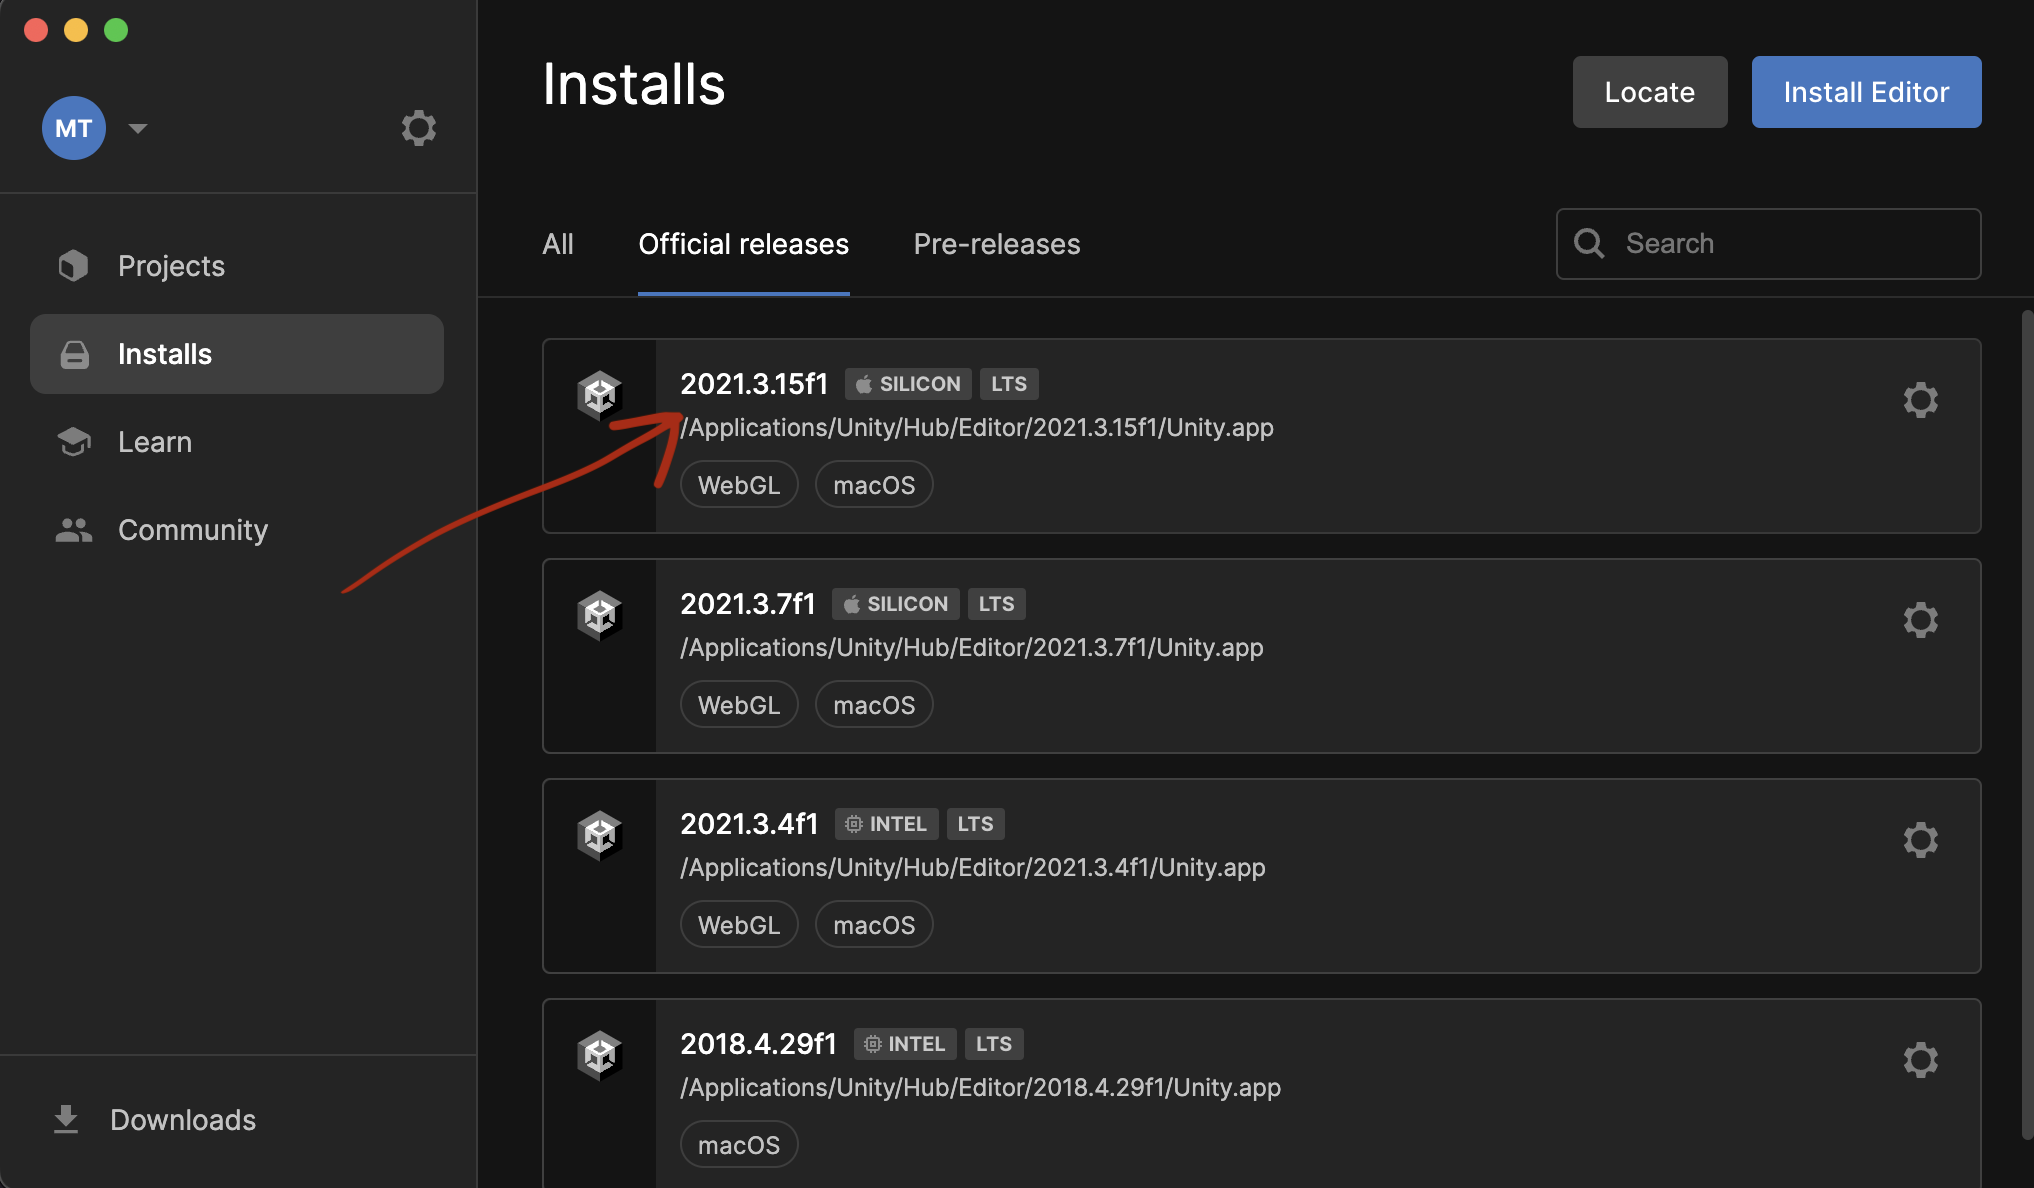 MT
Projects
Installs
Learn
Community
Downloads
Installs
Locate
Install Editor
All
Official releases
Pre-releases
Search
2021.3.15f1 SILICON LTS
/Applications/Unity/Hub/Editor/2021.3.15f1/Unity.app
WebGL macOS
2021.3.7f1 SILICON LTS
/Applications/Unity/Hub/Editor/2021.3.7f1/Unity.app
WebGL macOS
2021.3.4f1 INTEL LTS
/Applications/Unity/Hub/Editor/2021.3.4f1/Unity.app
WebGL macOS
2018.4.29f1 INTEL LTS
/Applications/Unity/Hub/Editor/2018.4.29f1/Unity.app
macOS